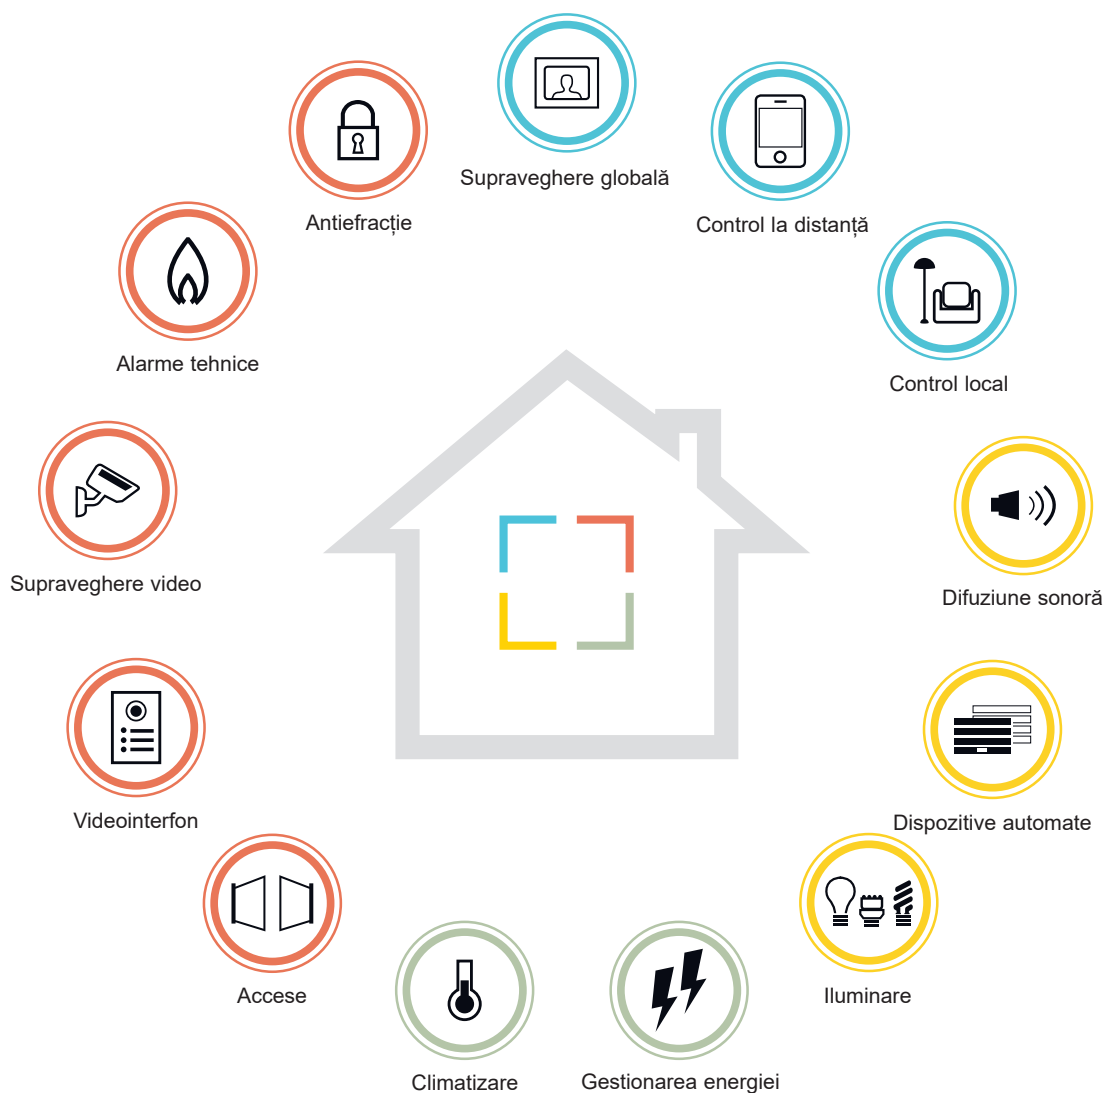 Supraveghere globală
Antiefracție
Control la distanță
Alarme tehnice
Control local
Supraveghere video
Difuziune sonoră
Videointerfon
Dispozitive automate
Accese
Iluminare
Climatizare
Gestionarea energiei